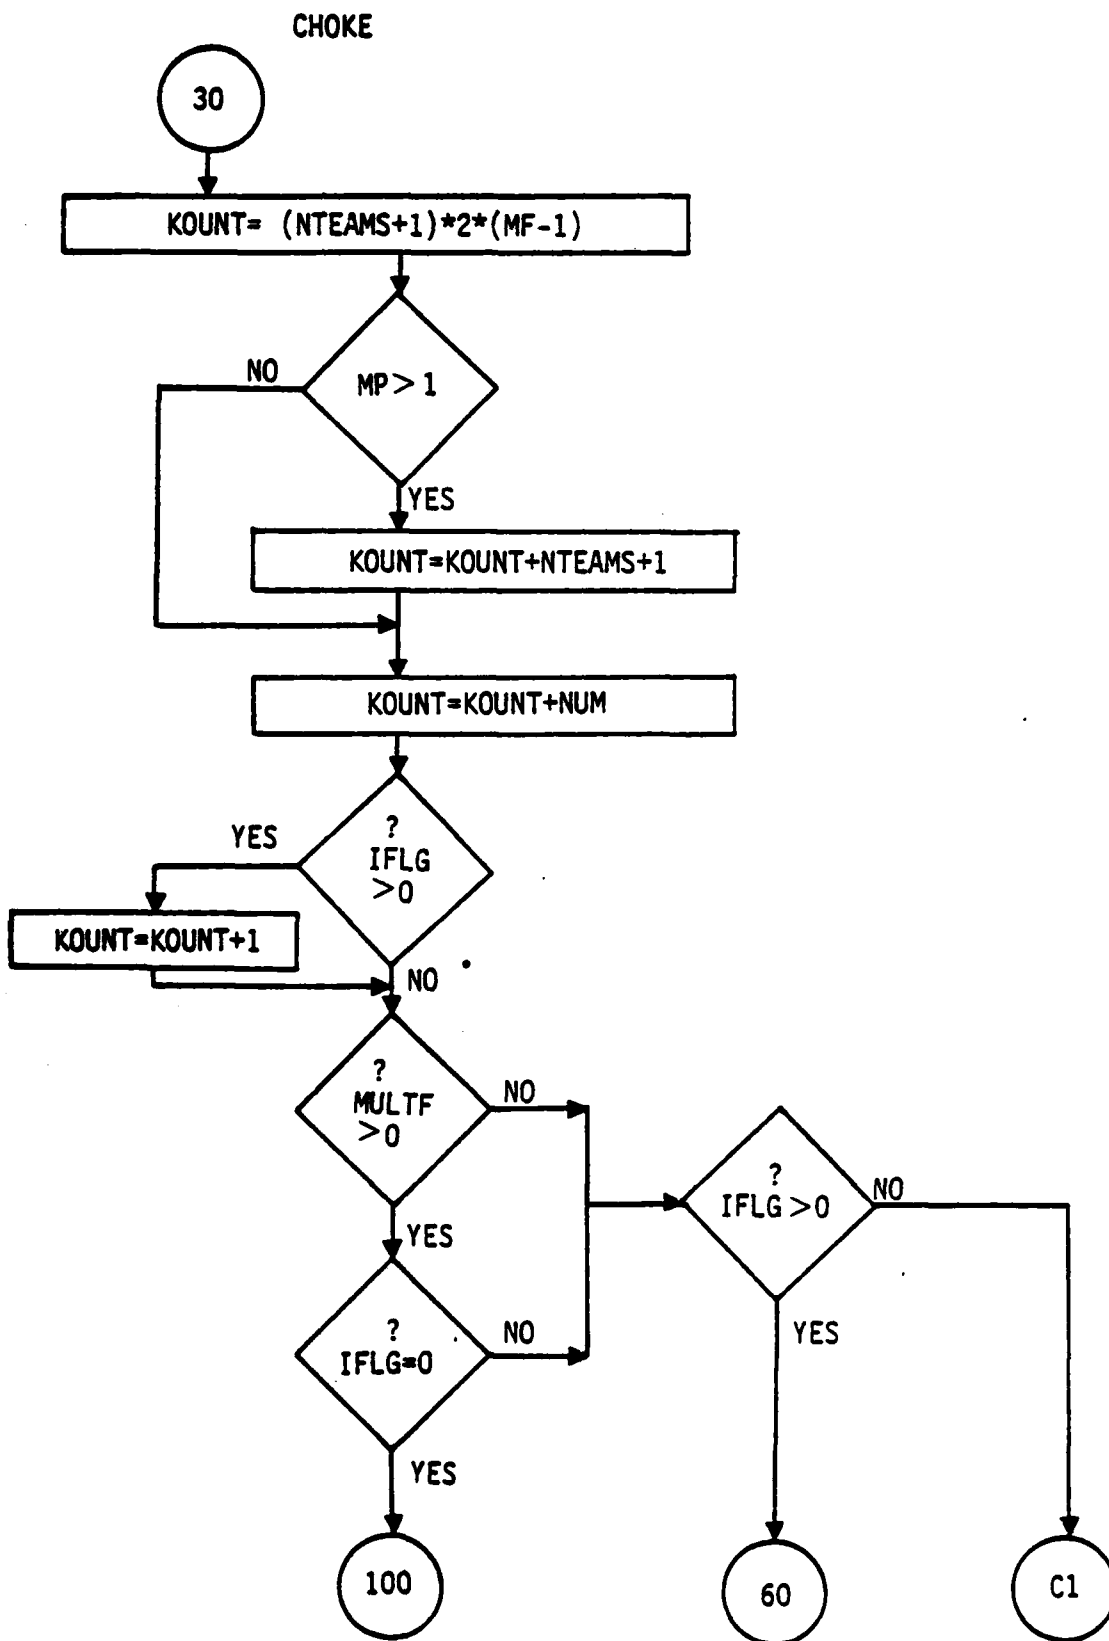 CHOKE
30
KOUNT= (NTEAMS+1)*2*(MF-1)
NO
MP>1
YES
KOUNT=KOUNT+NTEAMS+1
KOUNT=KOUNT+NUM
YES
?
IFLG
>0
KOUNT=KOUNT+1
NO
?
MULTF
>0
NO
YES
?
IFLG>0
NO
?
IFLG=0
NO
YES
YES
100
60
C1